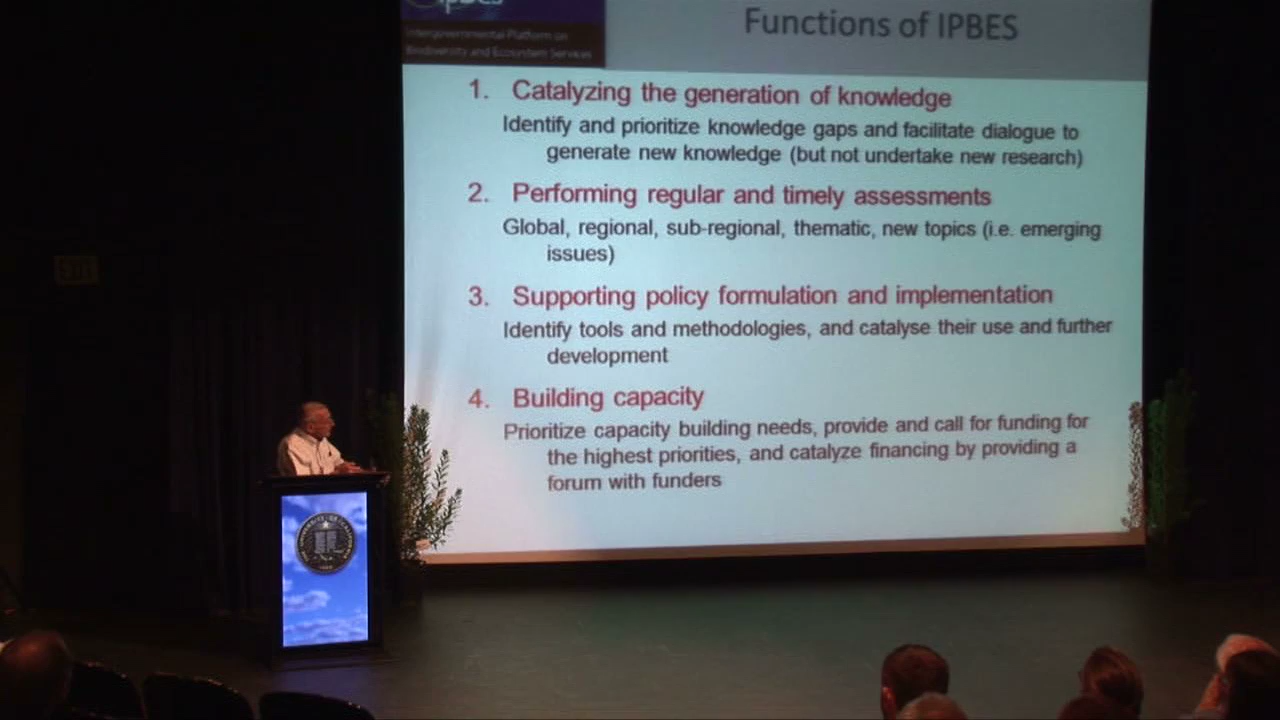 ipbes
Intergovernmental Platform on
Biodiversity and Ecosystem Services
Functions of IPBES
1. Catalyzing the generation of knowledge
Identify and prioritize knowledge gaps and facilitate dialogue to
generate new knowledge (but not undertake new research)
2. Performing regular and timely assessments
Global, regional, sub-regional, thematic, new topics (i.e. emerging
issues)
3. Supporting policy formulation and implementation
Identify tools and methodologies, and catalyse their use and further
development
4. Building capacity
Prioritize capacity building needs, provide and call for funding for
the highest priorities, and catalyze financing by providing a
forum with funders
EXIT